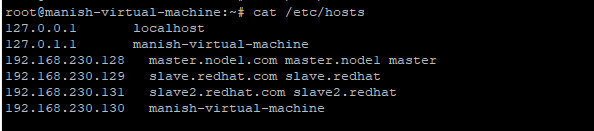 root@manish-virtual-machine:~# cat /etc/hosts
127.0.0.1 localhost
127.0.1.1 manish-virtual-machine
192.168.230.128 master.node1.com master.node1 master
192.168.230.129 slave.redhat.com slave.redhat
192.168.230.131 slave2.redhat.com slave2.redhat
192.168.230.130 manish-virtual-machine